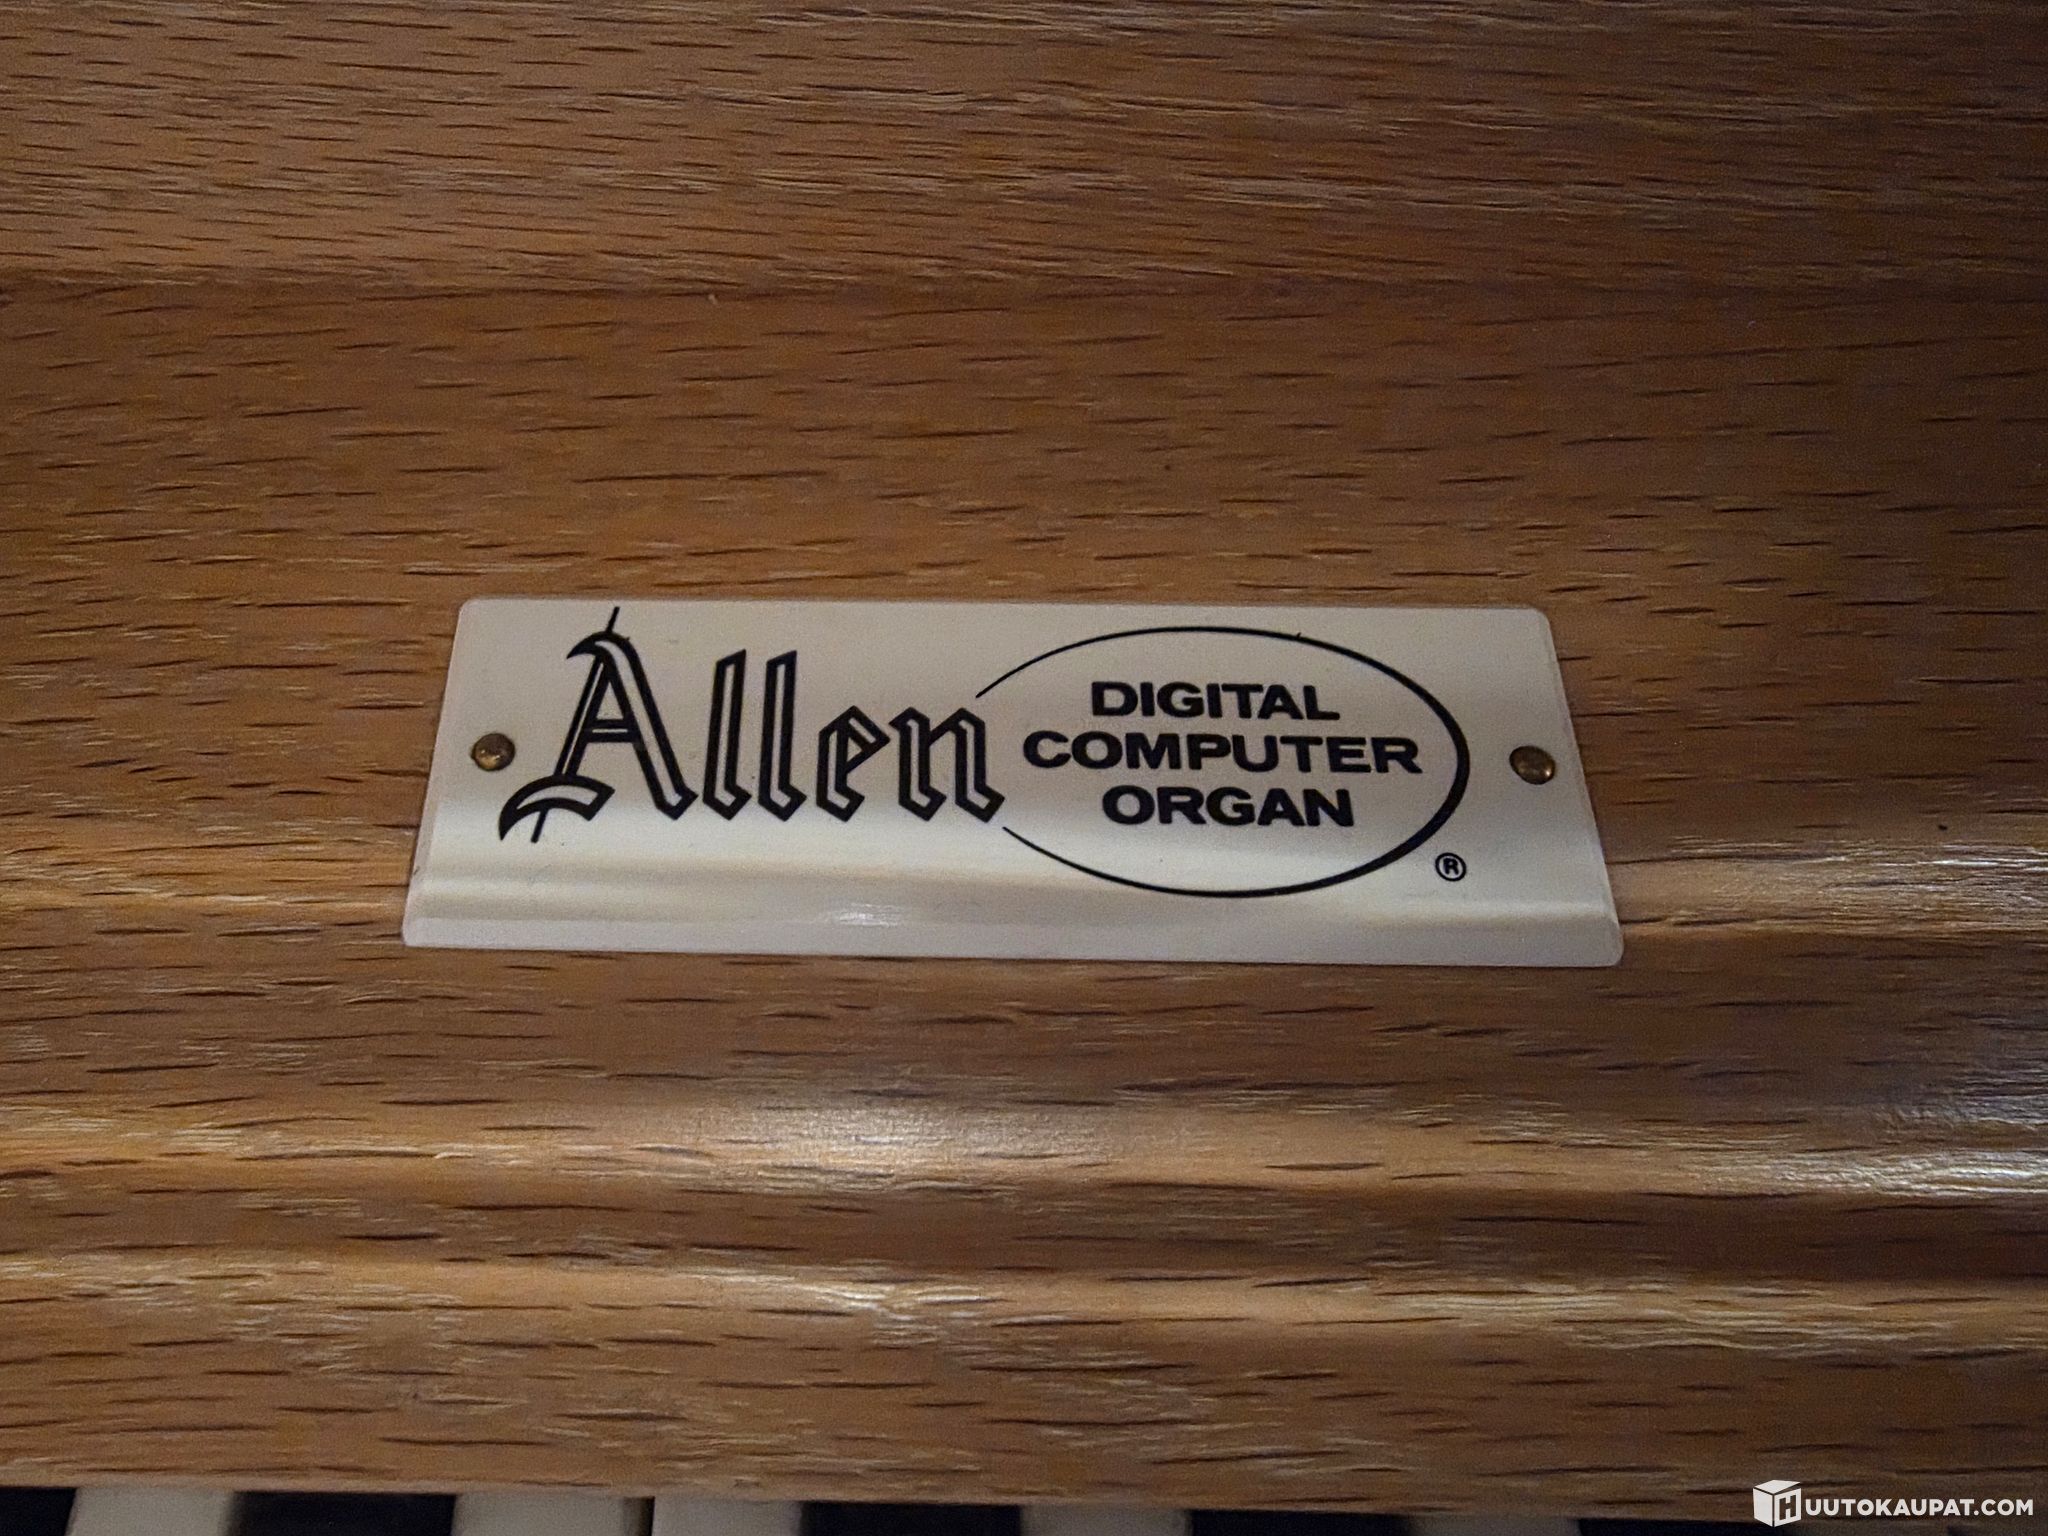 Allen
DIGITAL
COMPUTER
ORGAN
®
HUUTOKAUPAT.COM